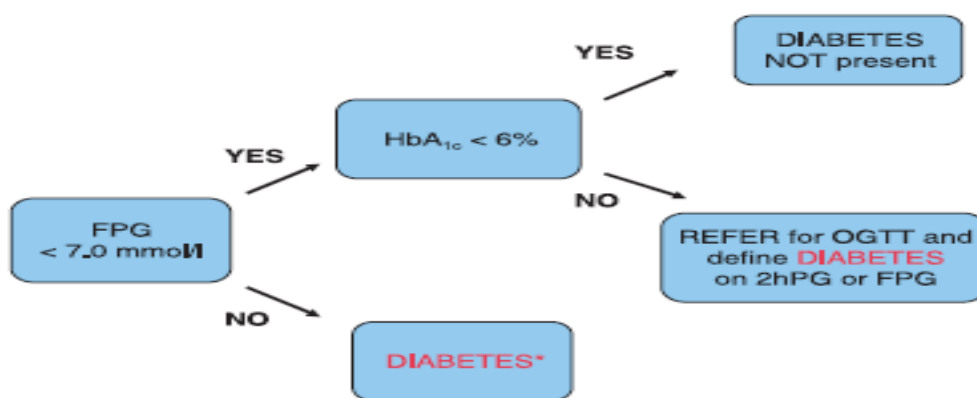 FPG
< 7.0 mmol/l
YES
HbA1c < 6%
YES
DIABETES
NOT present
NO
REFER for OGTT and
define DIABETES
on 2hPG or FPG
NO
DIABETES*